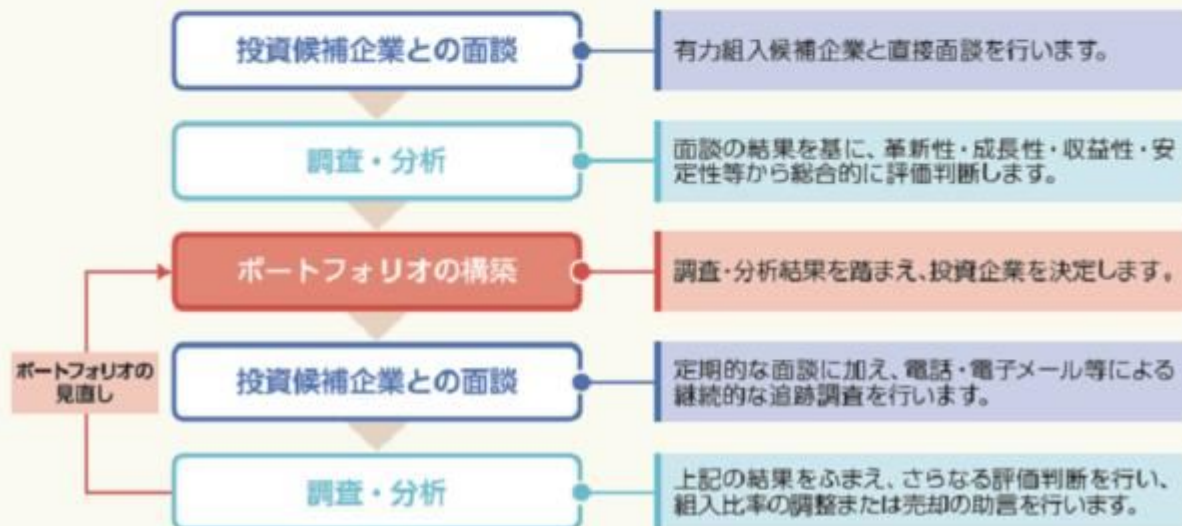 投資候補企業との面談
有力組入候補企業と直接面談を行います。
調査・分析
面談の結果を基に、革新性・成長性・収益性・安
定性等から総合的に評価判断します。
ポートフォリオの構築
調査・分析結果を踏まえ、投資企業を決定します。
ポートフォリオの
見直し
投資候補企業との面談
定期的な面談に加え、電話・電子メール等による
継続的な追跡調査を行います。
調査・分析
上記の結果をふまえ、さらなる評価判断を行い、
組入比率の調整または売却の助言を行います。